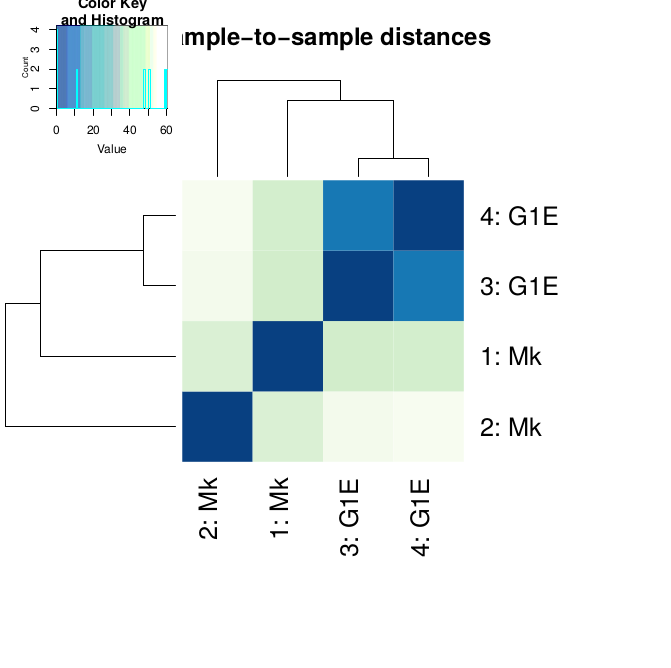 Color Key
and Histogram
mple−to−sample distances
Count
0 1 2 3 4
0 20 40 60
Value
4: G1E
3: G1E
1: Mk
2: Mk
2: Mk
1: Mk
3: G1E
4: G1E